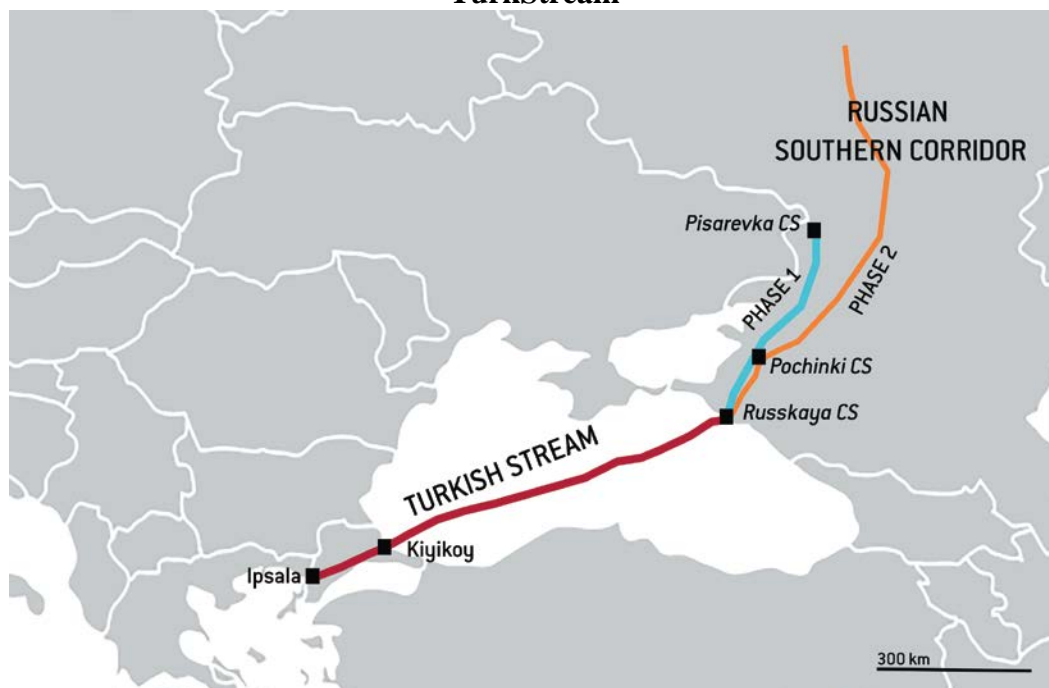 TurkStream
RUSSIAN
SOUTHERN CORRIDOR
Pisarevka CS
PHASE 1
PHASE 2
Pochinki CS
Russkaya CS
TURKISH STREAM
Kiyikoy
Ipsala
300 km